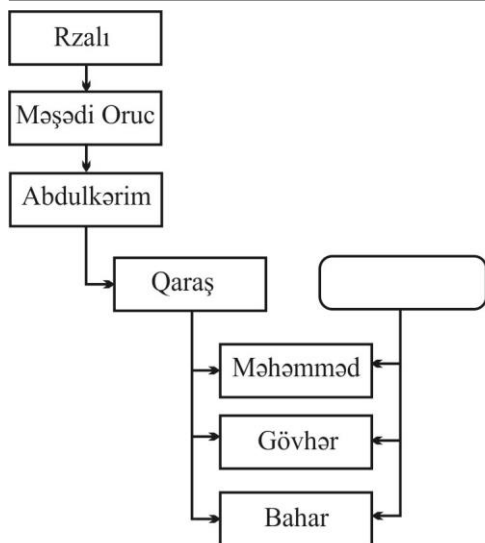 Rzalı
Məşədi Oruc
Abdulkərim
Qaraş
Məhəmməd
Gövhər
Bahar